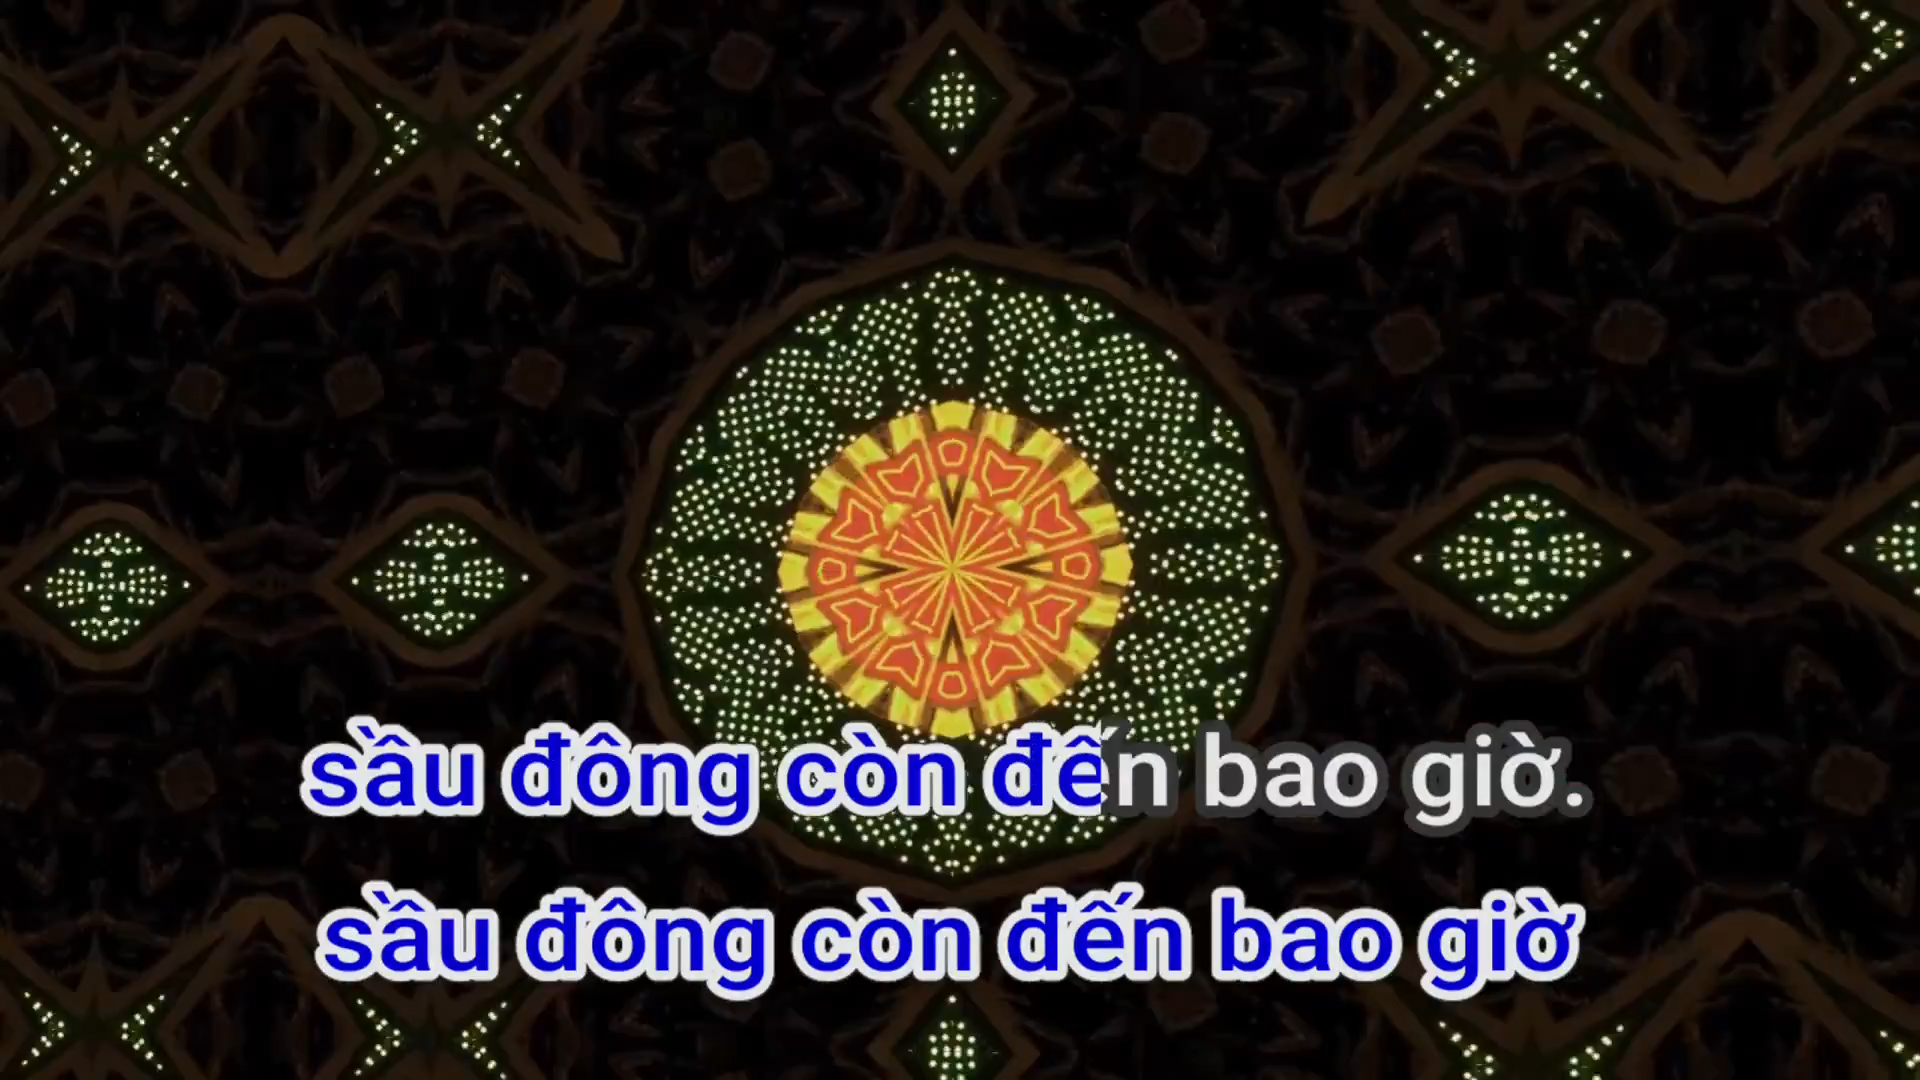 sầu đông còn đến bao giờ.
sầu đông còn đến bao giờ